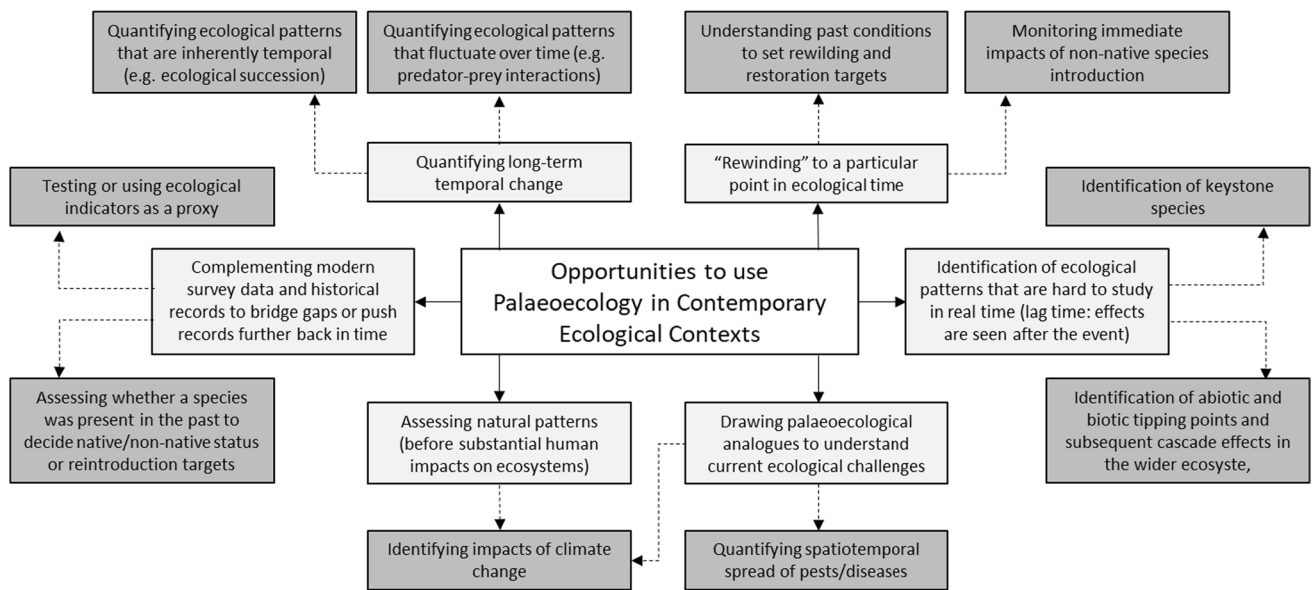 Quantifying ecological patterns
that are inherently temporal
(e.g. ecological succession)
Quantifying ecological patterns
that fluctuate over time (e.g.
predator-prey interactions)
Understanding past conditions
to set rewilding and
restoration targets
Monitoring immediate
impacts of non-native species
introduction
Quantifying long-term
temporal change
“Rewinding” to a particular
point in ecological time
Testing or using ecological
indicators as a proxy
Identification of keystone
species
Complementing modern
survey data and historical
records to bridge gaps or push
records further back in time
Opportunities to use
Palaeoecology in Contemporary
Ecological Contexts
Identification of ecological
patterns that are hard to study
in real time (lag time: effects
are seen after the event)
Assessing whether a species
was present in the past to
decide native/non-native status
or reintroduction targets
Assessing natural patterns
(before substantial human
impacts on ecosystems)
Drawing palaeoecological
analogues to understand
current ecological challenges
Identification of abiotic and
biotic tipping points and
subsequent cascade effects in
the wider ecosyste,
Identifying impacts of climate
change
Quantifying spatiotemporal
spread of pests/diseases